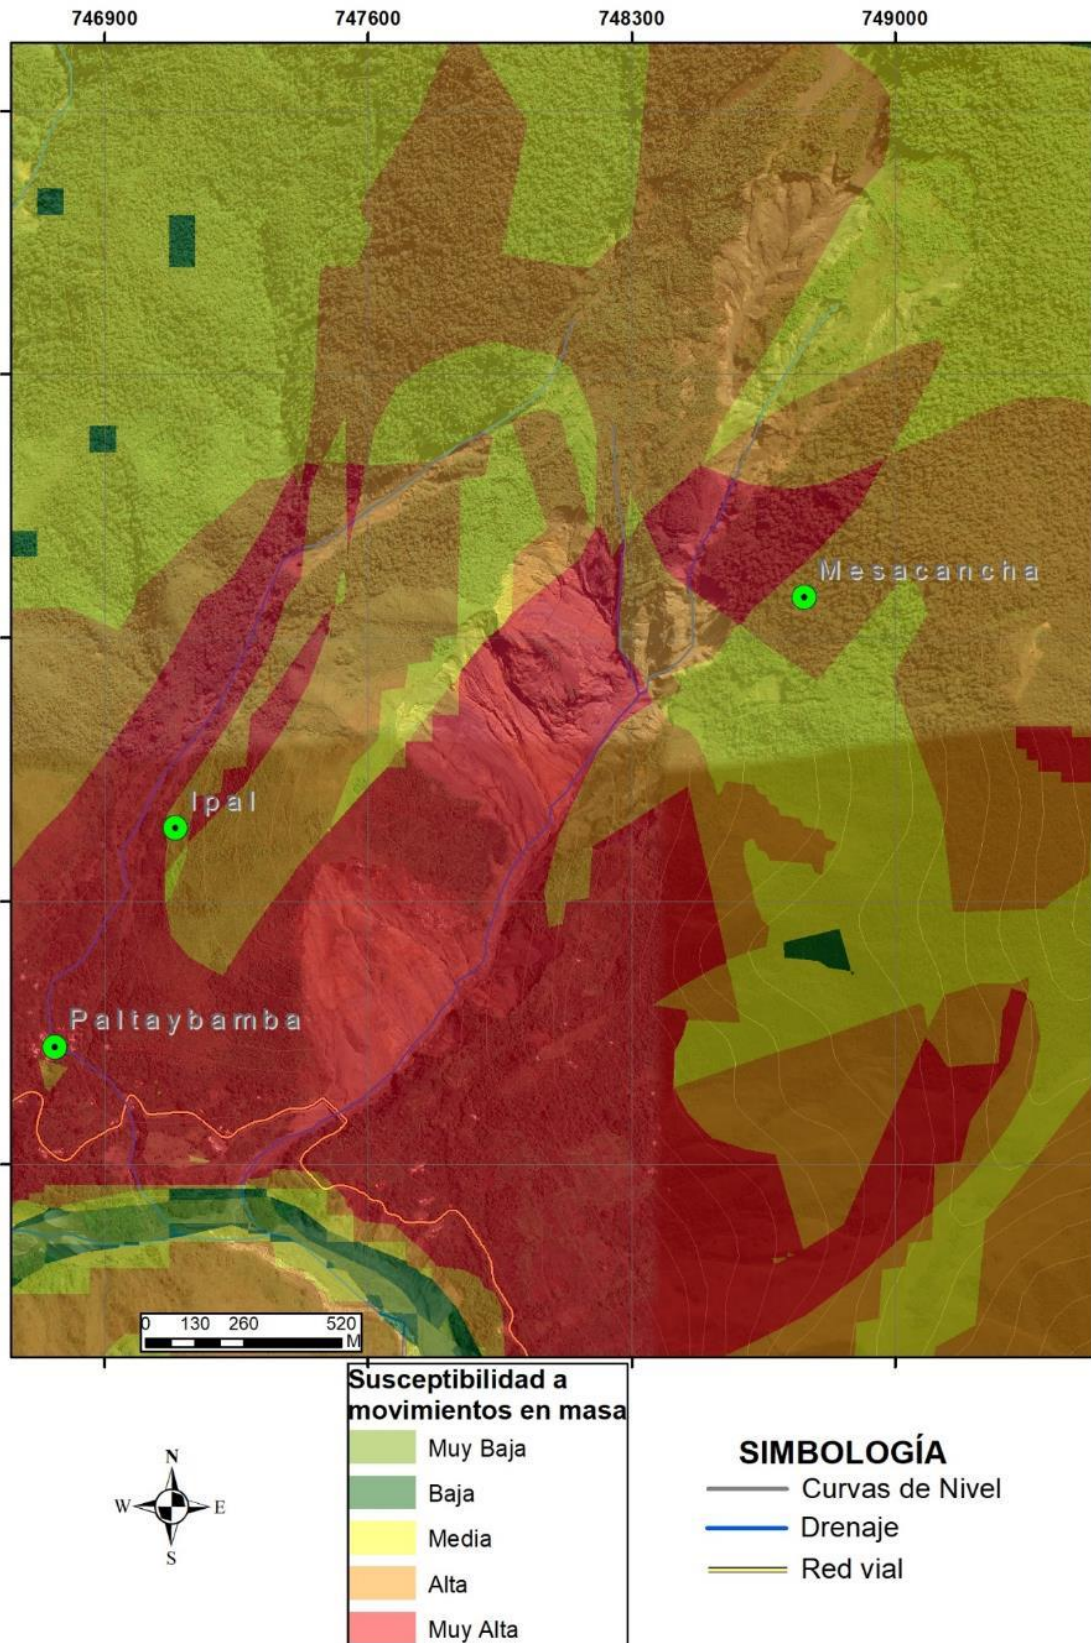 746900 747600 748300 749000
Mesacancha
Ipal
Paltaybamba
0 130 260 520
M
Susceptibilidad a
movimientos en masa
Muy Baja
Baja
Media
Alta
Muy Alta
N
W E
S
SIMBOLOGÍA
Curvas de Nivel
Drenaje
Red vial